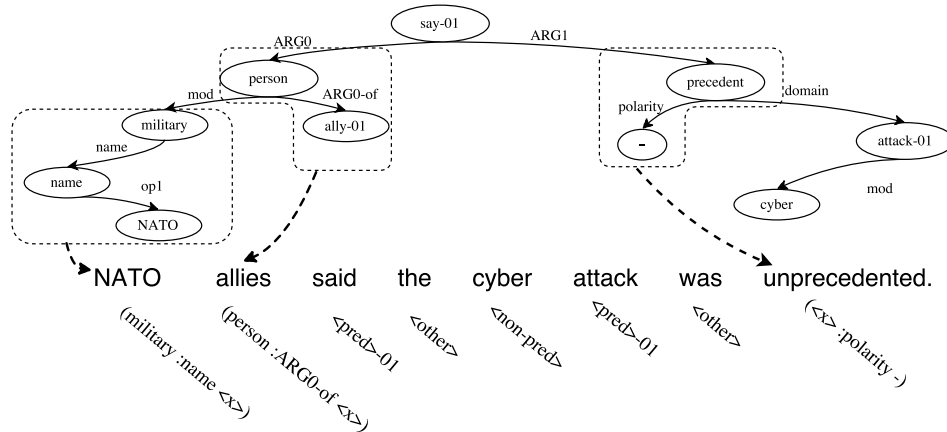 say-01
ARG0
ARG1
person
precedent
mod
ARG0-of
polarity
domain
military
ally-01
-
attack-01
name
name
op1
mod
NATO
cyber
NATO allies said the cyber attack was unprecedented.
(military :name <x>)
(person :ARG0-of <x>)
<pred>-01
<other>
<non-pred>
<pred>-01
<other>
(<x> :polarity -)